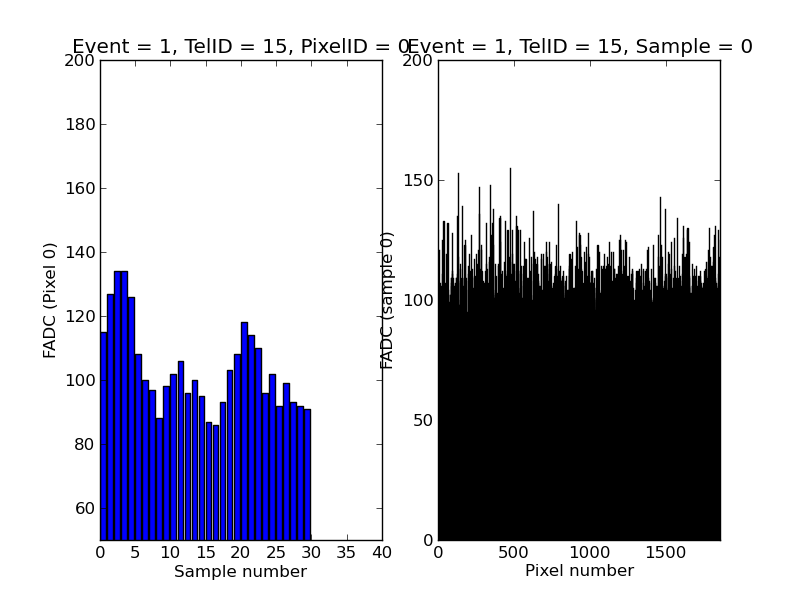 Event = 1, TelID = 15, PixelID = 0
Event = 1, TelID = 15, Sample = 0
200
180
160
140
120
100
80
60
FADC (Pixel 0)
0 5 10 15 20 25 30 35 40
Sample number
200
150
100
50
0
FADC (sample 0)
0 500 1000 1500
Pixel number